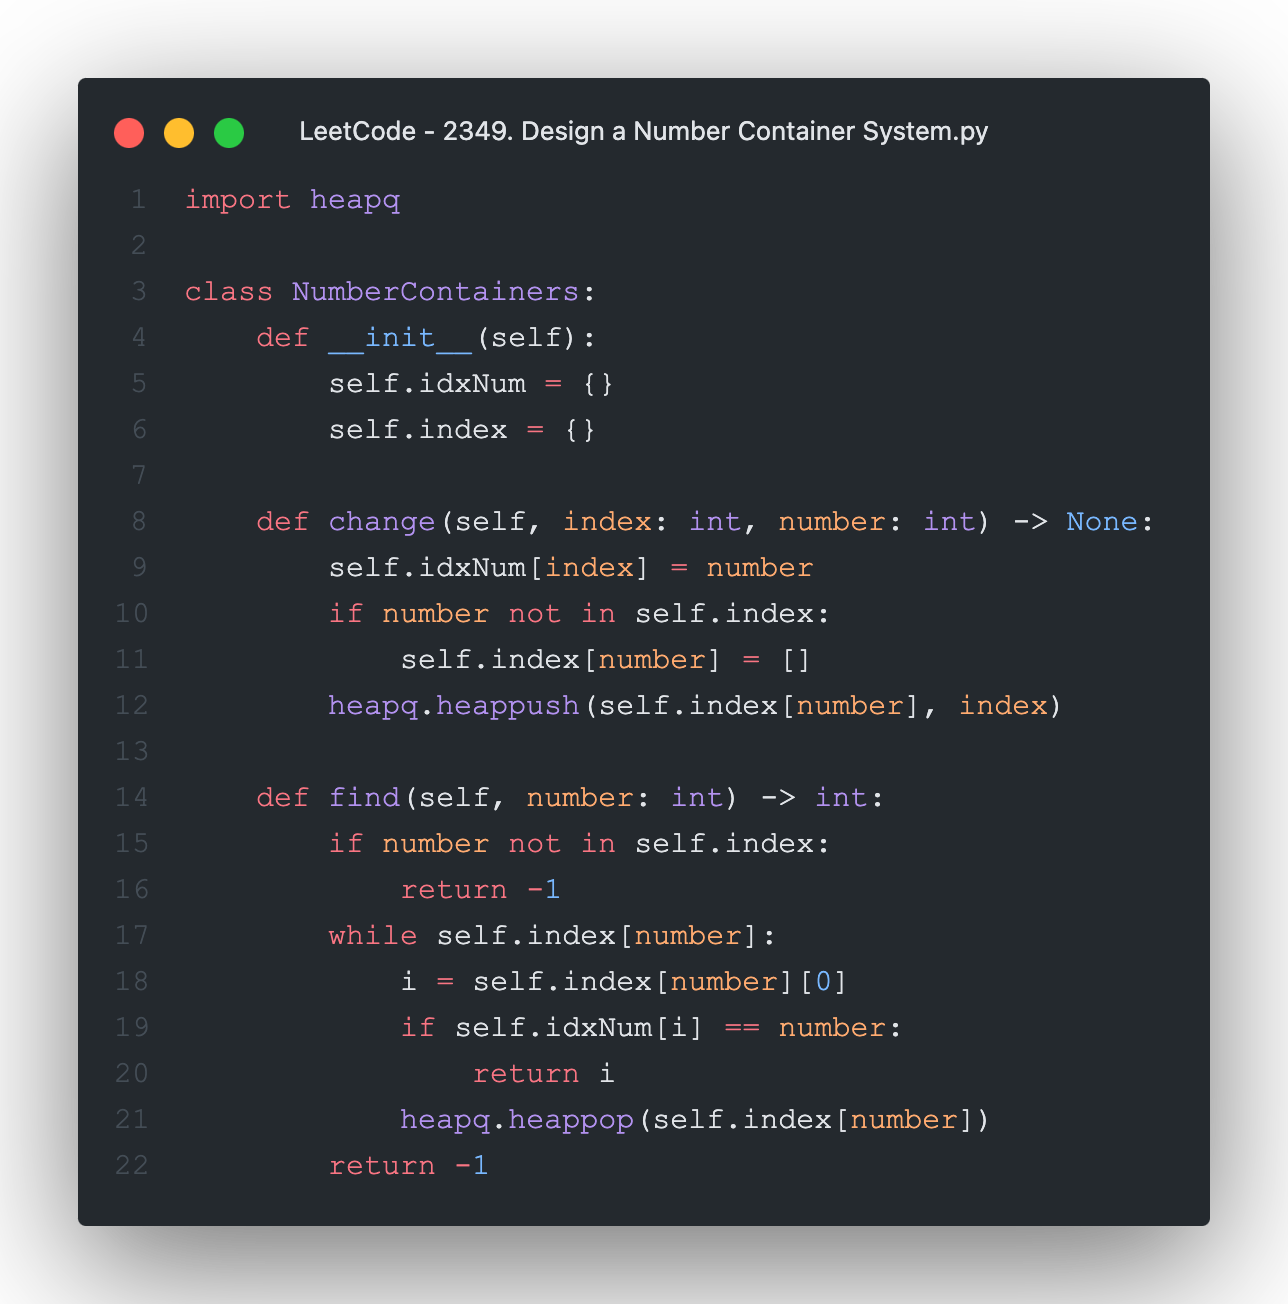 LeetCode - 2349. Design a Number Container System.py
1 import heapq
2
3 class NumberContainers:
4     def __init__(self):
5         self.idxNum = {}
6         self.index = {}
7
8     def change(self, index: int, number: int) -> None:
9         self.idxNum[index] = number
10         if number not in self.index:
11             self.index[number] = []
12         heapq.heappush(self.index[number], index)
13
14     def find(self, number: int) -> int:
15         if number not in self.index:
16             return -1
17         while self.index[number]:
18             i = self.index[number][0]
19             if self.idxNum[i] == number:
20                 return i
21             heapq.heappop(self.index[number])
22         return -1